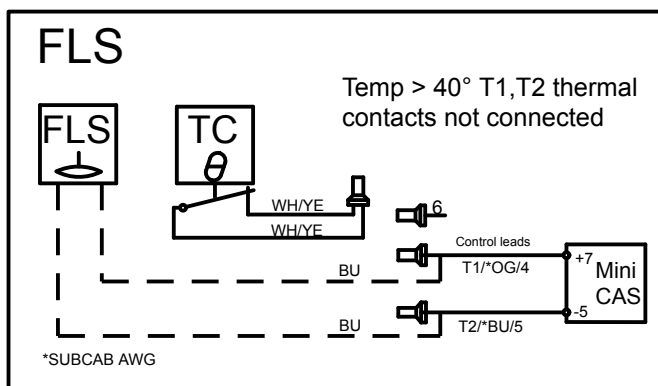 FLS
FLS
TC
Temp > 40° T1,T2 thermal
contacts not connected
WH/YE
WH/YE
6
Control leads
BU
T1/*OG/4
+7
Mini
CAS
-5
BU
T2/*BU/5
*SUBCAB AWG